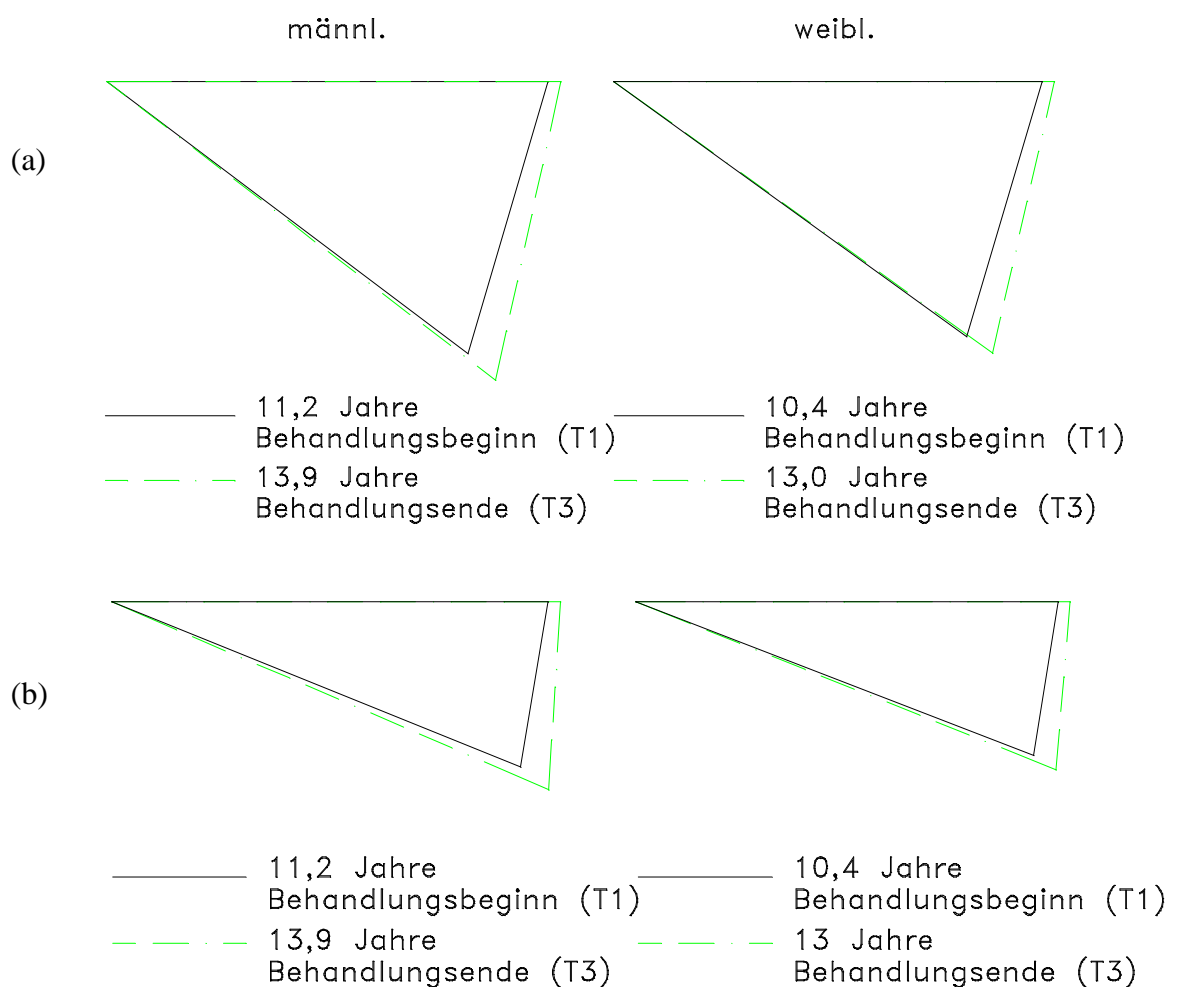 männl.
weibl.
(a)
11,2 Jahre
Behandlungsbeginn (T1)
13,9 Jahre
Behandlungsende (T3)
10,4 Jahre
Behandlungsbeginn (T1)
13,0 Jahre
Behandlungsende (T3)
(b)
11,2 Jahre
Behandlungsbeginn (T1)
13,9 Jahre
Behandlungsende (T3)
10,4 Jahre
Behandlungsbeginn (T1)
13 Jahre
Behandlungsende (T3)